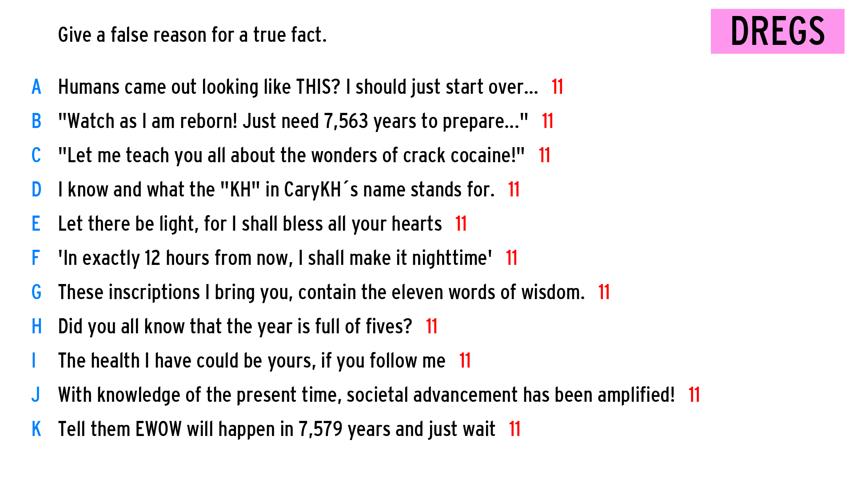 Give a false reason for a true fact.
DREGS
A Humans came out looking like THIS? I should just start over... 11
B "Watch as I am reborn! Just need 7,563 years to prepare..." 11
C "Let me teach you all about the wonders of crack cocaine!" 11
D I know and what the "KH" in CaryKH´s name stands for. 11
E Let there be light, for I shall bless all your hearts 11
F 'In exactly 12 hours from now, I shall make it nighttime' 11
G These inscriptions I bring you, contain the eleven words of wisdom. 11
H Did you all know that the year is full of fives? 11
I The health I have could be yours, if you follow me 11
J With knowledge of the present time, societal advancement has been amplified! 11
K Tell them EWOW will happen in 7,579 years and just wait 11